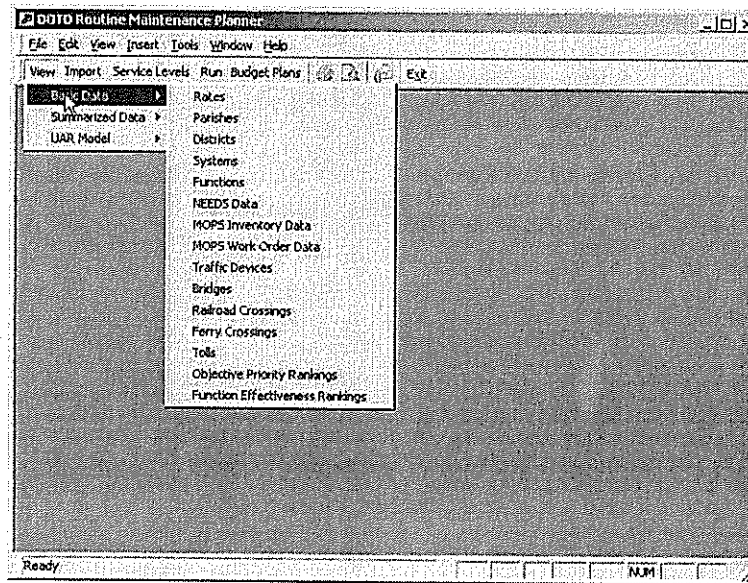 DOTD Routine Maintenance Planner
File Edit View Insert Tools Window Help
View Import Service Levels Run Budget Plans Exit
Basic Data
Summarized Data
UAR Model
Rates
Parishes
Districts
Systems
Functions
NEEDS Data
MOPS Inventory Data
MOPS Work Order Data
Traffic Devices
Bridges
Railroad Crossings
Ferry Crossings
Tolls
Objective Priority Rankings
Function Effectiveness Rankings
Ready NUM